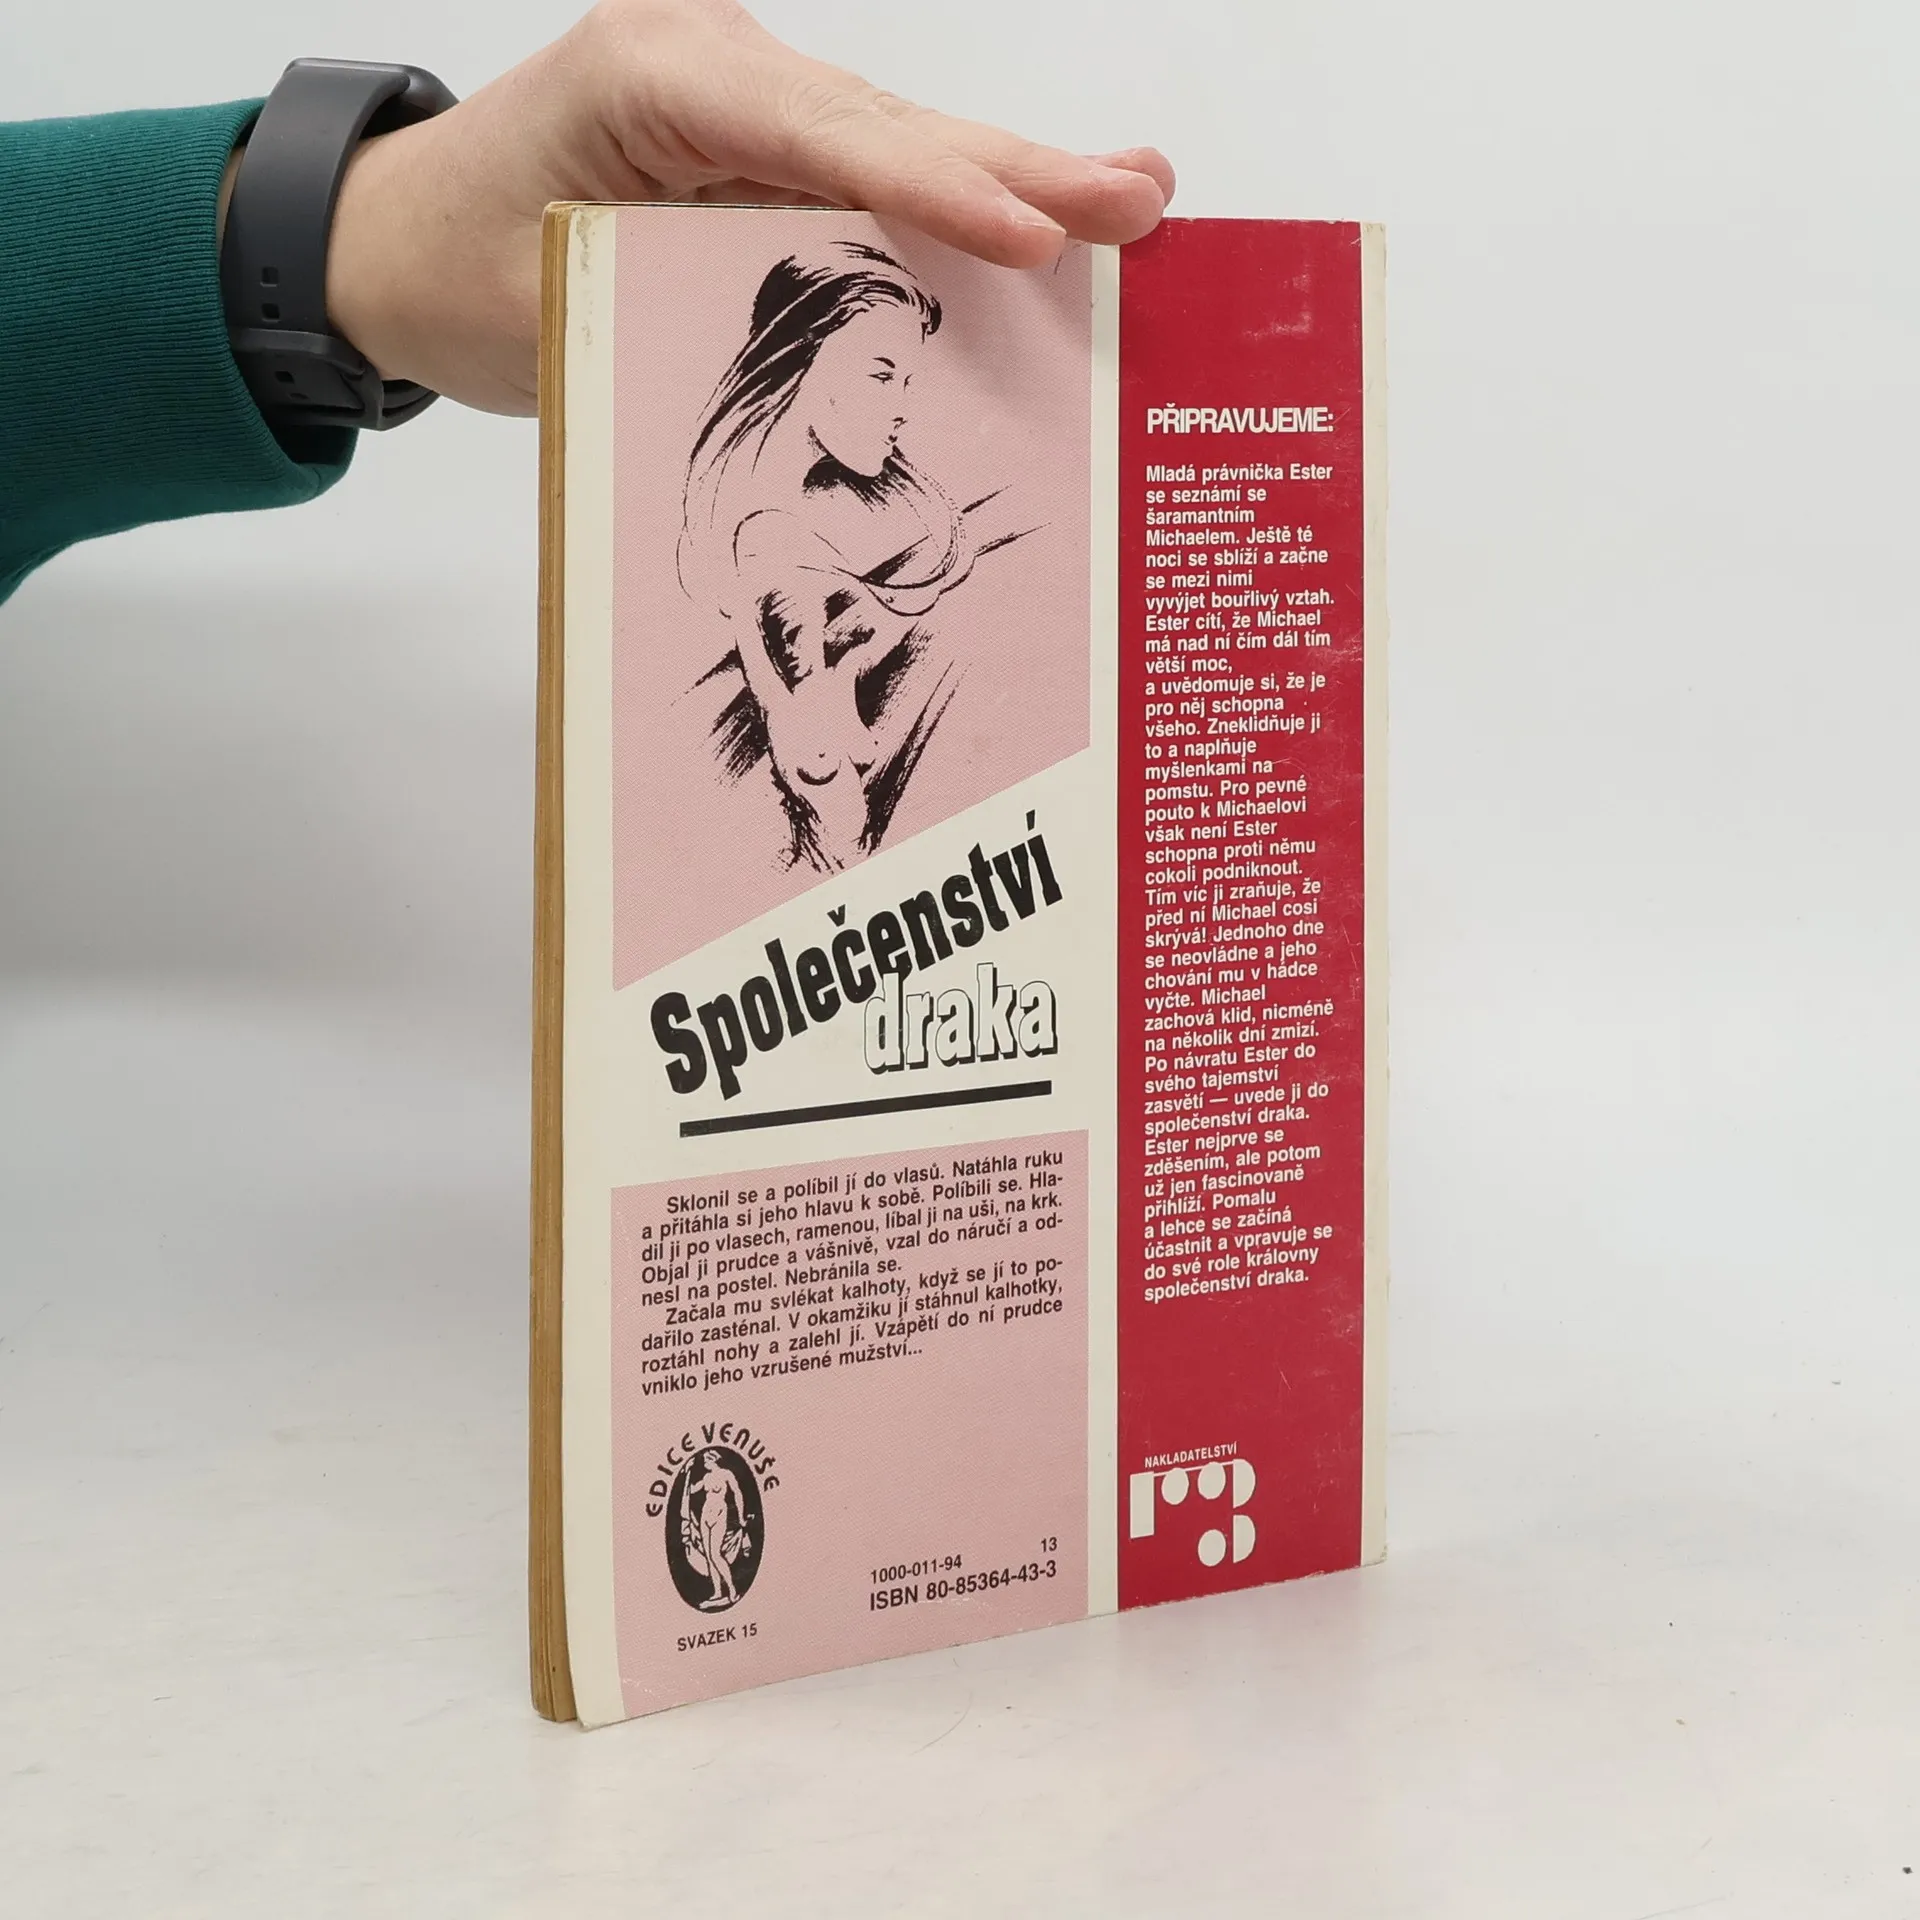 Společenství
draka
Sklonil se a políbil jí do vlasů. Natáhla ruku
a přitáhla si jeho hlavu k sobě. Políbili se. Hla-
dil ji po vlasech, ramenou, líbal ji na uši, na krk.
Objal ji prudce a vášnivě, vzal do náručí a od-
nesl na postel. Nebránila se.
Začala mu svlékat kalhoty, když se jí to po-
dařilo zasténal. V okamžiku jí stáhnul kalhotky,
roztáhl nohy a zalehl jí. Vzápětí do ní prudce
vniklo jeho vzrušené mužství...
EDICE VENUŠE
SVAZEK 15
1000-011-94
13
ISBN 80-85364-43-3
PŘIPRAVUJEME:
Mladá právnička Ester
se seznámí se
šaramantním
Michaelem. Ještě té
noci se sblíží a začne
se mezi nimi
vyvýjet bouřlivý vztah.
Ester cítí, že Michael
má nad ní čím dál tím
větší moc,
a uvědomuje si, že je
pro něj schopna
všeho. Zneklidňuje ji
to a naplňuje
myšlenkami na
pomstu. Pro pevné
pouto k Michaelovi
však není Ester
schopna proti němu
cokoli podniknout.
Tím víc ji zraňuje, že
před ní Michael cosi
skrývá! Jednoho dne
se neovládne a jeho
chování mu v hádce
vyčte. Michael
zachová klid, nicméně
na několik dní zmizí.
Po návratu Ester do
svého tajemství
zasvětí — uvede ji do
společenství draka.
Ester nejprve se
zděšením, ale potom
už jen fascinovaně
přihlíží. Pomalu
a lehce se začíná
účastnit a vpravuje se
do své role královny
společenství draka.
NAKLADATELSTVÍ